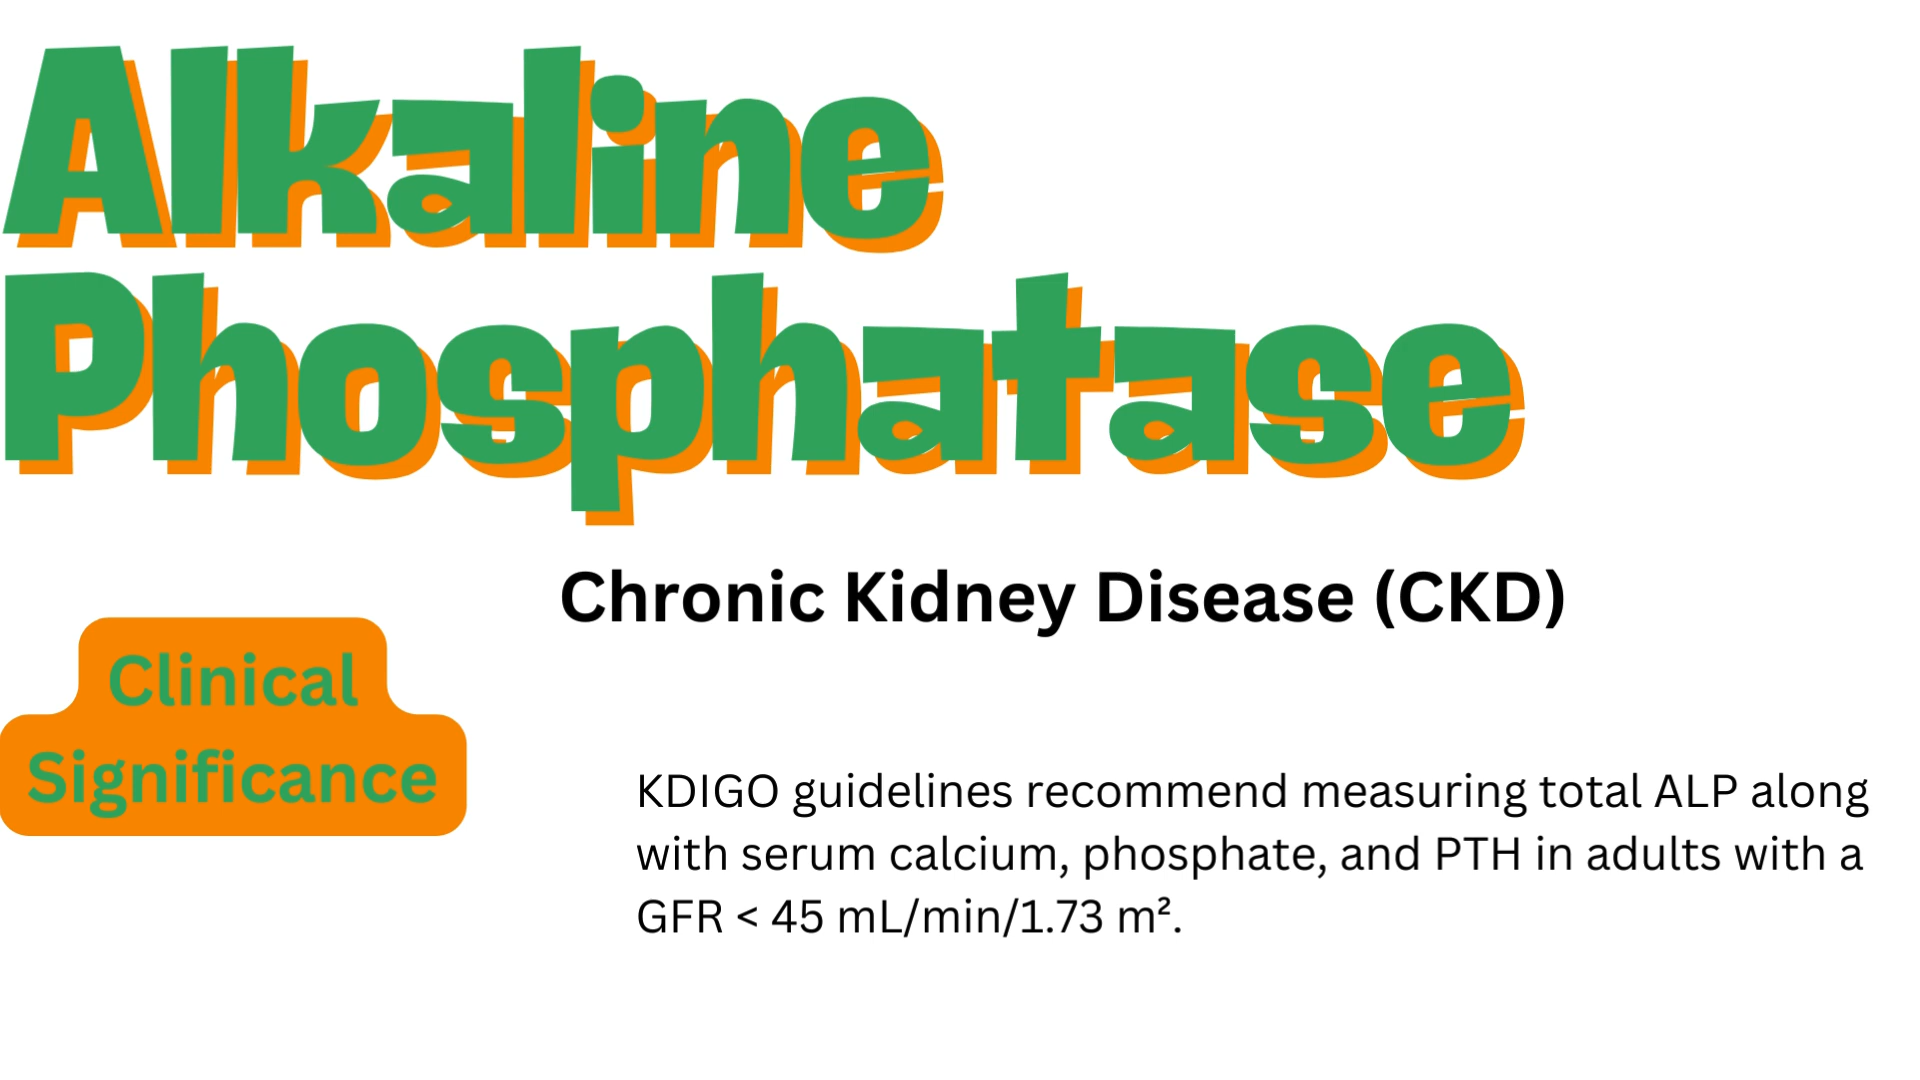 Alkaline
Phosphatase
Chronic Kidney Disease (CKD)
Clinical
Significance
KDIGO guidelines recommend measuring total ALP along
with serum calcium, phosphate, and PTH in adults with a
GFR < 45 mL/min/1.73 m².